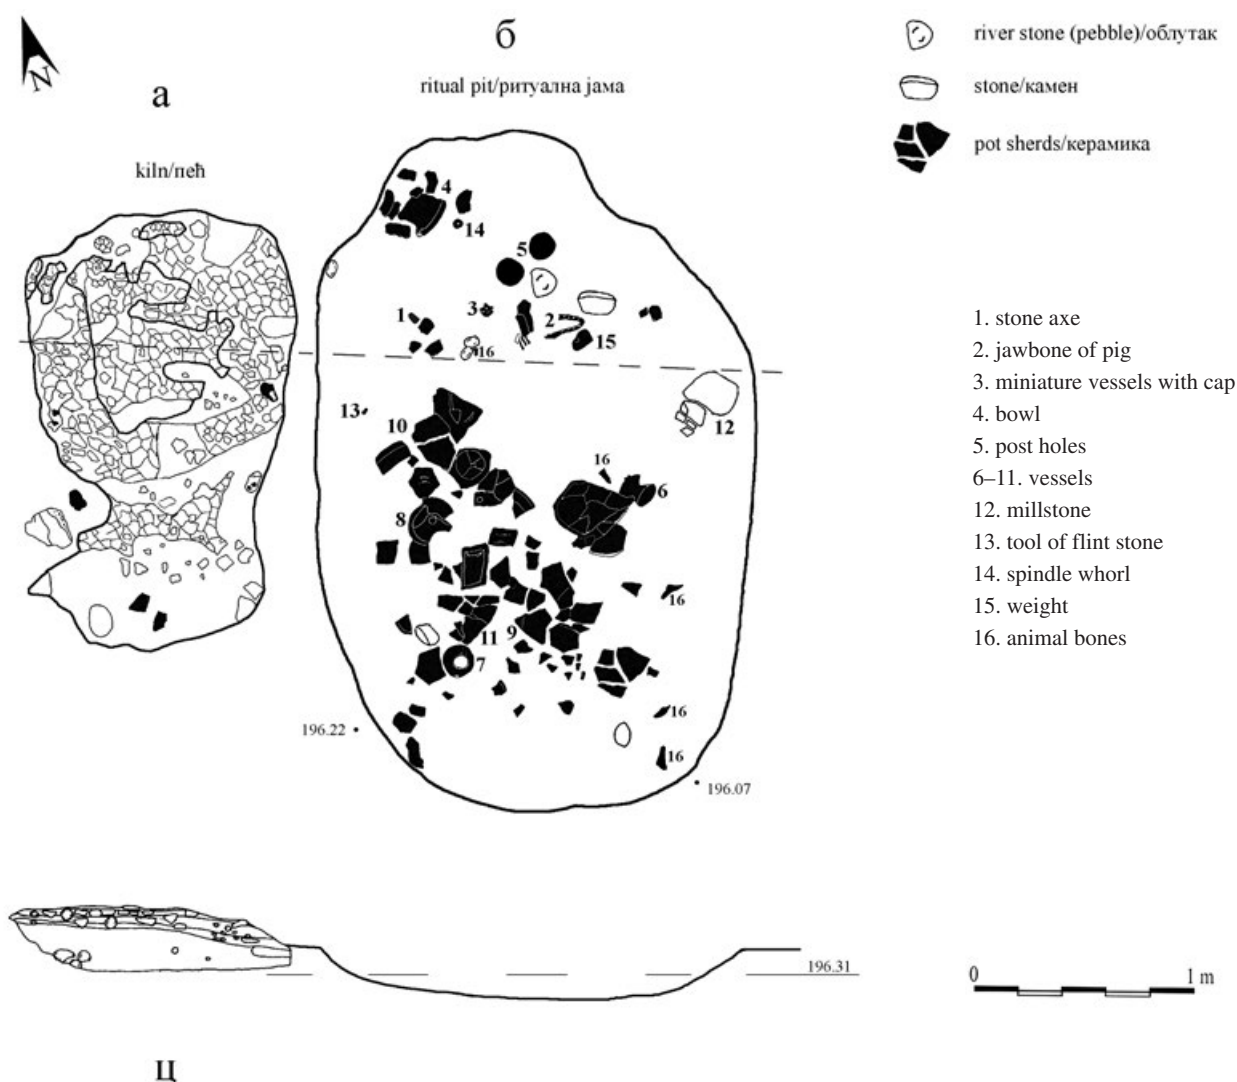 N
а
kiln/пећ
б
ritual pit/ритуална јама
river stone (pebble)/облутак
stone/камен
pot sherds/керамика
4
14
5
1
3
2
15
16
13
10
12
16
6
8
16
11
9
7
16
16
196.22
196.07
1. stone axe
2. jawbone of pig
3. miniature vessels with cap
4. bowl
5. post holes
6–11. vessels
12. millstone
13. tool of flint stone
14. spindle whorl
15. weight
16. animal bones
196.31
0 1 m
ц